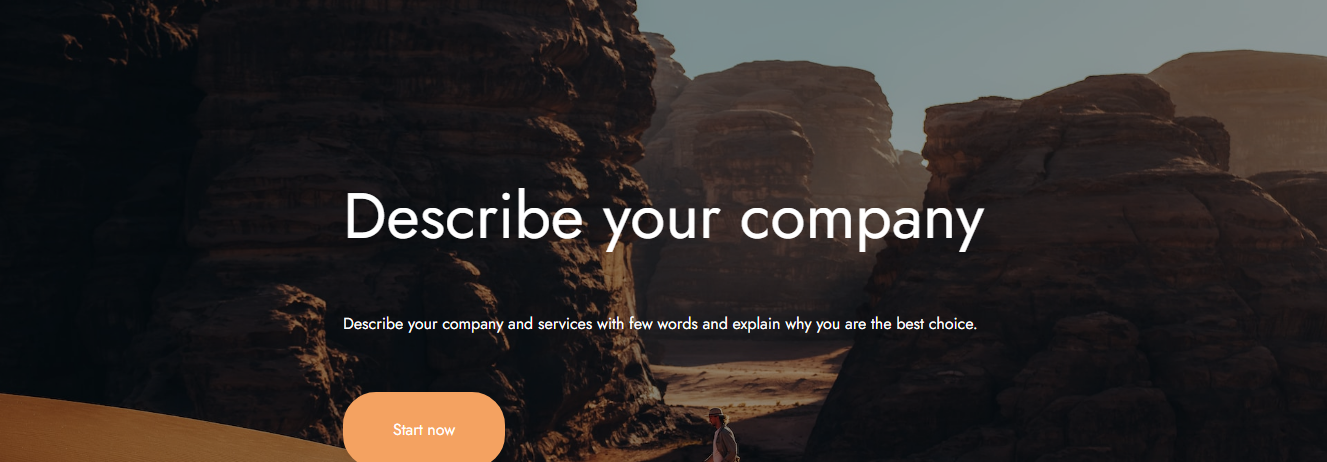 Describe your company
Describe your company and services with few words and explain why you are the best choice.
Start now